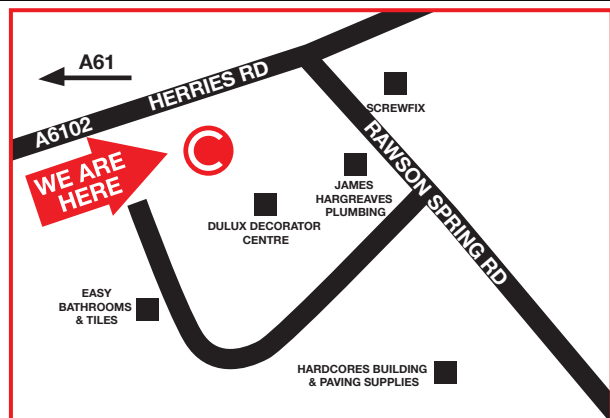 A61
HERRIES RD
A6102
SCREWFIX
RAWSON SPRING RD
WE ARE
HERE
C
JAMES
HARGREAVES
PLUMBING
DULUX DECORATOR
CENTRE
EASY
BATHROOMS
& TILES
HARDCORES BUILDING
& PAVING SUPPLIES